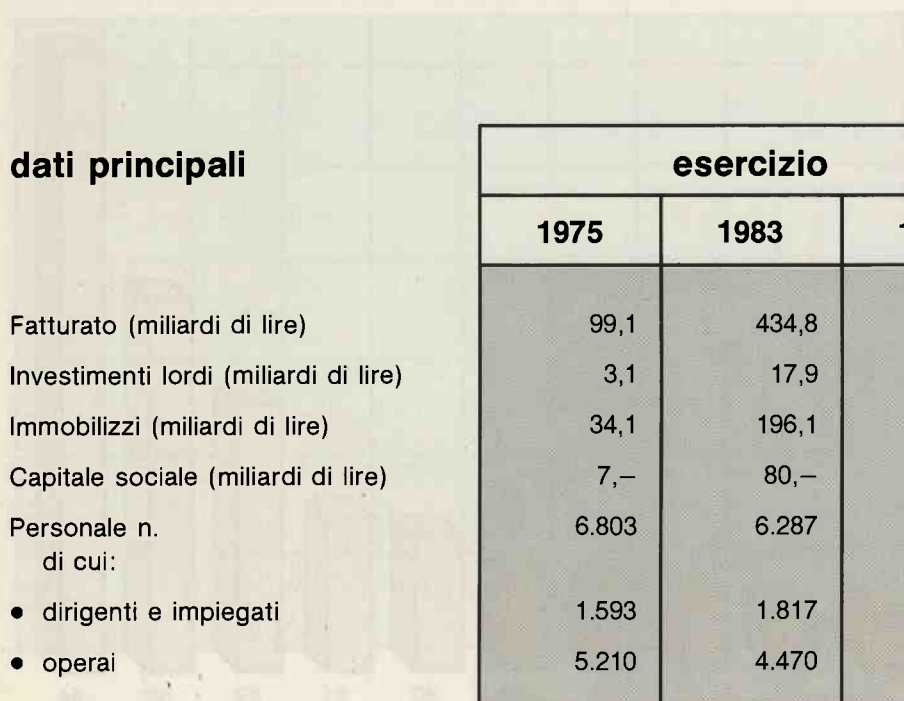 dati principali
esercizio
1975 1983 1
Fatturato (miliardi di lire) 99,1 434,8
Investimenti lordi (miliardi di lire) 3,1 17,9
Immobilizzi (miliardi di lire) 34,1 196,1
Capitale sociale (miliardi di lire) 7,– 80,–
Personale n. 6.803 6.287
di cui:
• dirigenti e impiegati 1.593 1.817
• operai 5.210 4.470